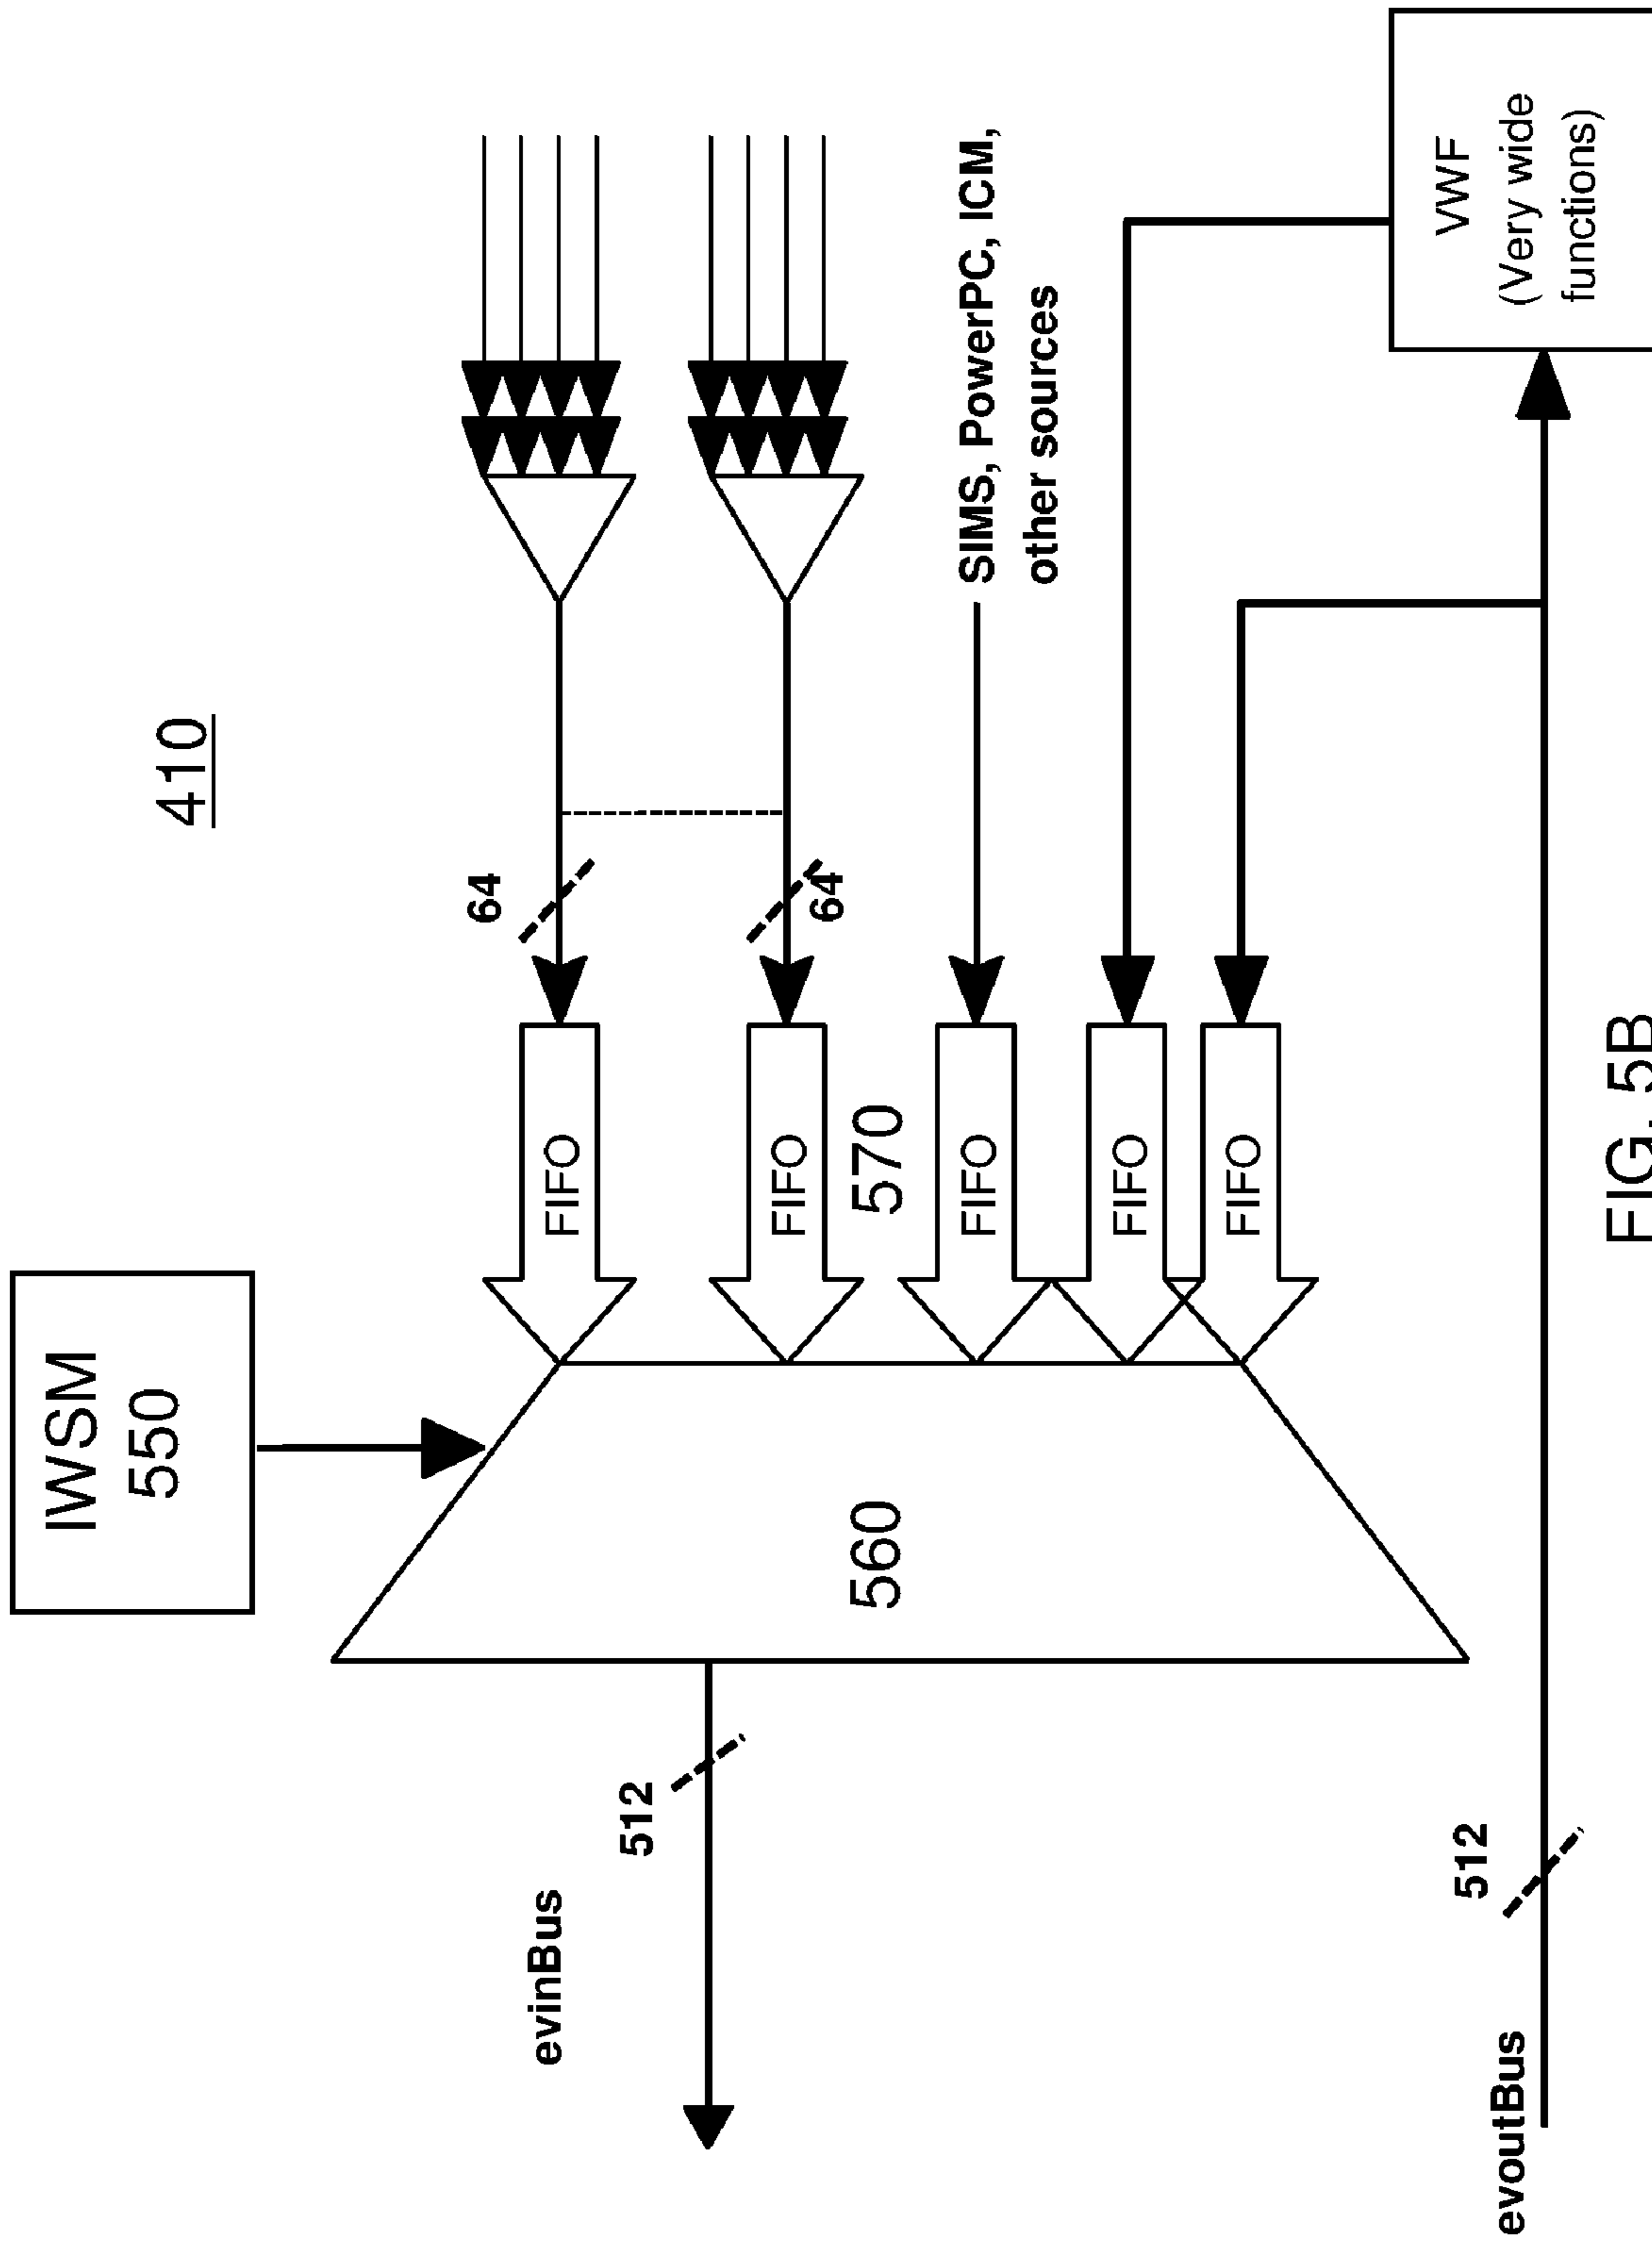 410
IWSM
550
64
64
FIFO
FIFO
570
FIFO
FIFO
FIFO
SIMS, PowerPC, ICM,
other sources
560
evinBus
512
VWF
(Very wide
functions)
evoutBus
512
FIG. 5B